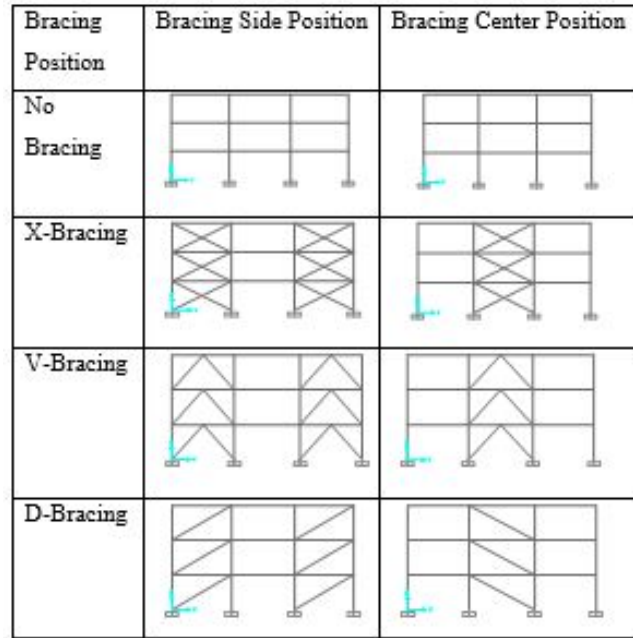 Bracing
Position
Bracing Side Position
Bracing Center Position
No
Bracing
X-Bracing
V-Bracing
D-Bracing